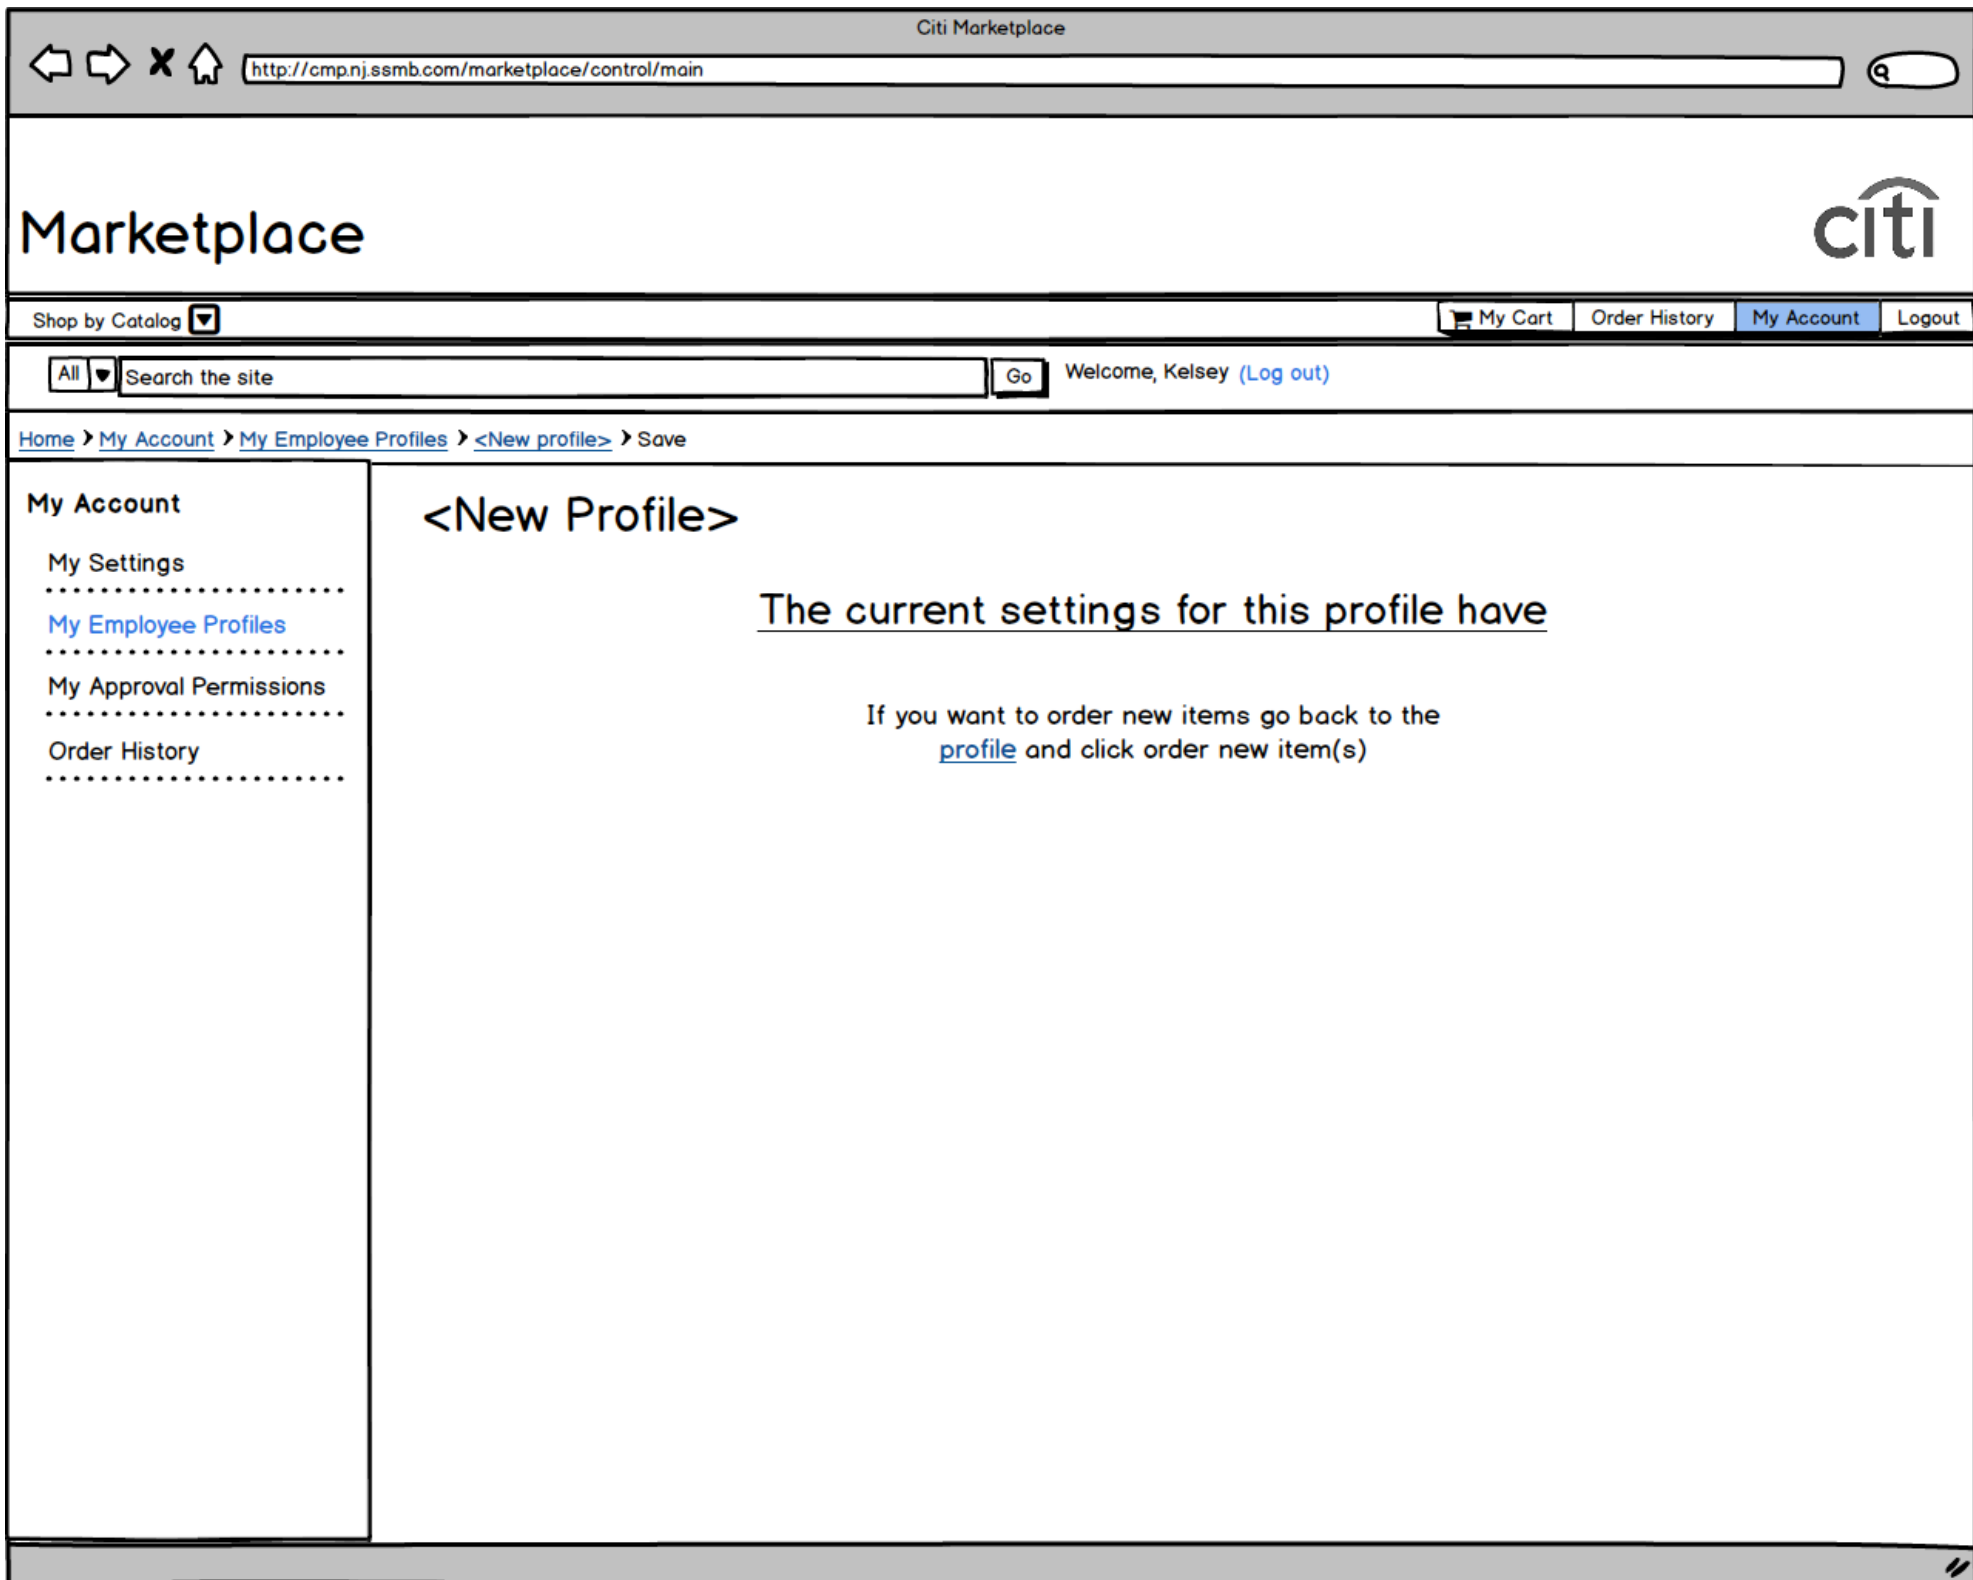 Citi Marketplace
http://cmp.nj.ssmb.com/marketplace/control/main
Marketplace
citi
Shop by Catalog
My Cart
Order History
My Account
Logout
All
Search the site
Go
Welcome, Kelsey (Log out)
Home > My Account > My Employee Profiles > <New profile> > Save
My Account
My Settings
My Employee Profiles
My Approval Permissions
Order History
<New Profile>
The current settings for this profile have
If you want to order new items go back to the
profile and click order new item(s)